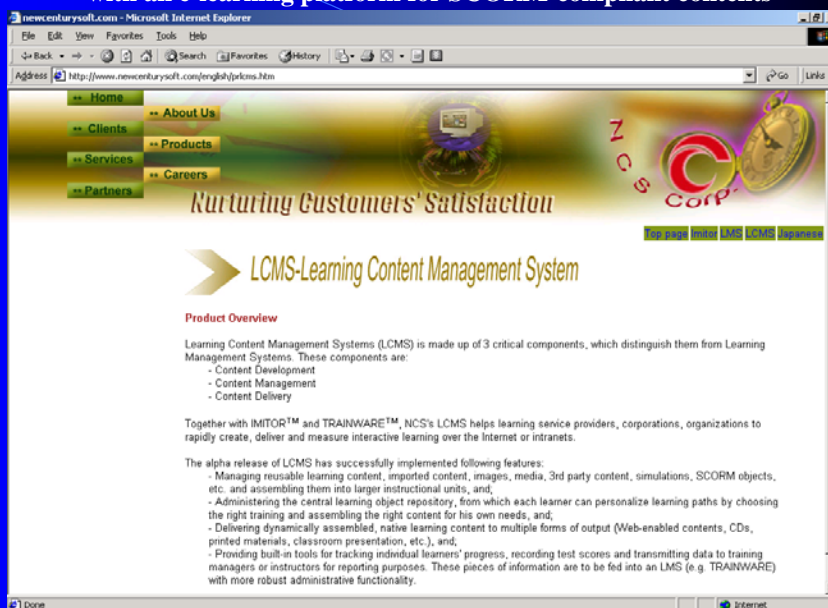 with an e-learning platform for SCORM compliant contents
newcenturysoft.com - Microsoft Internet Explorer
File Edit View Favorites Tools Help
Back Search Favorites History
Address http://www.newcenturysoft.com/english/prlcms.htm Go Links
Home
About Us
Clients
Products
Services
Careers
Partners
Nurturing Customers' Satisfaction
NCS Corp.
Top page Imitor LMS LCMS Japanese
LCMS-Learning Content Management System
Product Overview
Learning Content Management Systems (LCMS) is made up of 3 critical components, which distinguish them from Learning
Management Systems. These components are:
- Content Development
- Content Management
- Content Delivery
Together with IMITOR™ and TRAINWARE™, NCS's LCMS helps learning service providers, corporations, organizations to
rapidly create, deliver and measure interactive learning over the Internet or intranets.
The alpha release of LCMS has successfully implemented following features:
- Managing reusable learning content, imported content, images, media, 3rd party content, simulations, SCORM objects,
etc. and assembling them into larger instructional units, and;
- Administering the central learning object repository, from which each learner can personalize learning paths by choosing
the right training and assembling the right content for his own needs, and;
- Delivering dynamically assembled, native learning content to multiple forms of output (Web-enabled contents, CDs,
printed materials, classroom presentation, etc.), and;
- Providing built-in tools for tracking individual learners' progress, recording test scores and transmitting data to training
managers or instructors for reporting purposes. These pieces of information are to be fed into an LMS (e.g. TRAINWARE)
with more robust administrative functionality.
Done Internet